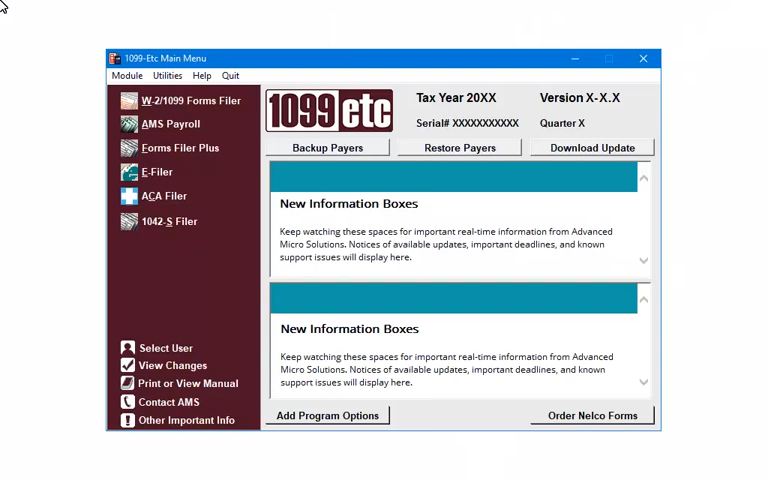 1099-Etc Main Menu
Module Utilities Help Quit
W-2/1099 Forms Filer
AMS Payroll
Forms Filer Plus
E-Filer
ACA Filer
1042-S Filer
Select User
View Changes
Print or View Manual
Contact AMS
Other Important Info
1099 etc
Tax Year 20XX Version X-X.X
Serial# XXXXXXXXXXX Quarter X
Backup Payers Restore Payers Download Update
New Information Boxes
Keep watching these spaces for important real-time information from Advanced
Micro Solutions. Notices of available updates, important deadlines, and known
support issues will display here.
New Information Boxes
Keep watching these spaces for important real-time information from Advanced
Micro Solutions. Notices of available updates, important deadlines, and known
support issues will display here.
Add Program Options Order Nelco Forms